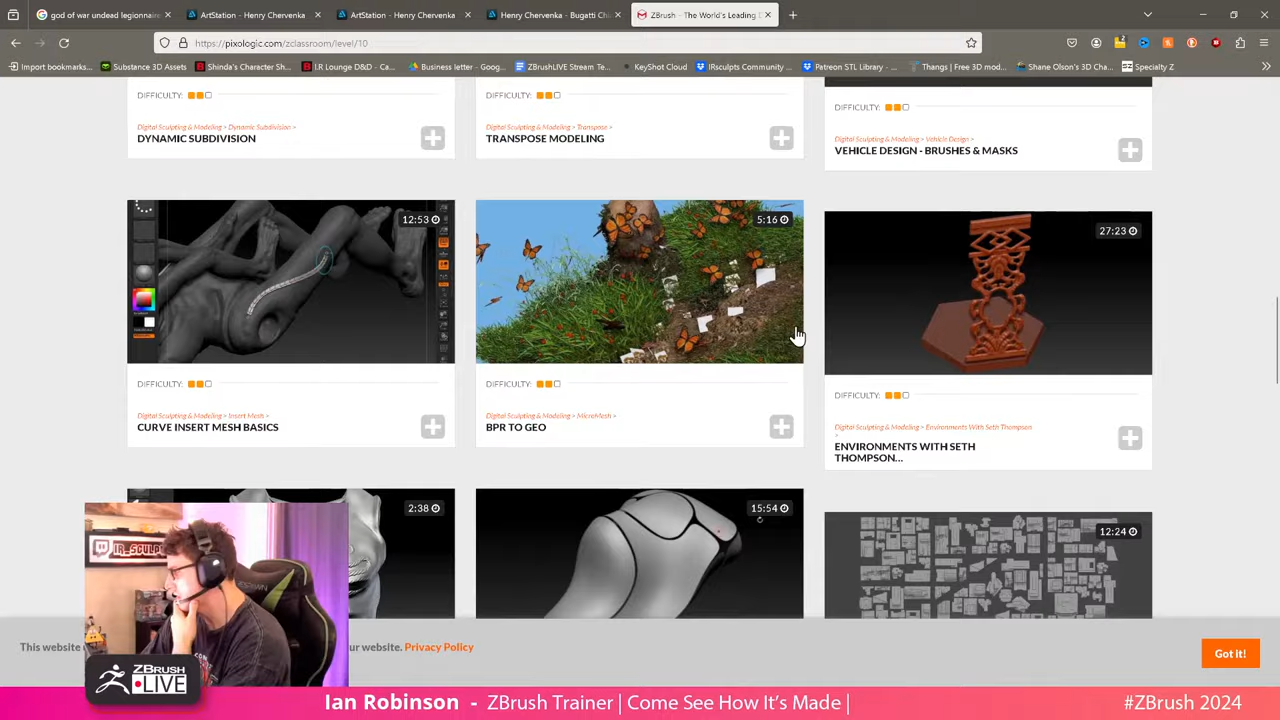 god of war undead legionnaire
ArtStation - Henry Chervenka
ArtStation - Henry Chervenka
Henry Chervenka - Bugatti Chi
ZBrush - The World's Leading D
https://pixologic.com/zclassroom/level/10
Import bookmarks...
Substance 3D Assets
Shinda's Character Sh...
I.R Lounge D&D - Ca...
Business letter - Goog...
ZBrushLIVE Stream Te...
KeyShot Cloud
IRsculpts Community ...
Patreon STL Library - ...
Thangs | Free 3D mod...
Shane Olson's 3D Cha...
Specialty Z
DIFFICULTY:
Digital Sculpting & Modeling > Dynamic Subdivision >
DYNAMIC SUBDIVISION
DIFFICULTY:
Digital Sculpting & Modeling > Transpose >
TRANSPOSE MODELING
DIFFICULTY:
Digital Sculpting & Modeling > Vehicle Design >
VEHICLE DESIGN - BRUSHES & MASKS
12:53
DIFFICULTY:
Digital Sculpting & Modeling > Insert Mesh >
CURVE INSERT MESH BASICS
5:16
DIFFICULTY:
Digital Sculpting & Modeling > MicroMesh >
BPR TO GEO
27:23
DIFFICULTY:
Digital Sculpting & Modeling > Environments With Seth Thompson
>
ENVIRONMENTS WITH SETH
THOMPSON...
2:38
15:54
12:24
IR_SCULP
This website
ur website. Privacy Policy
Got it!
ZBRUSH
LIVE
Ian Robinson - ZBrush Trainer | Come See How It's Made |
#ZBrush 2024